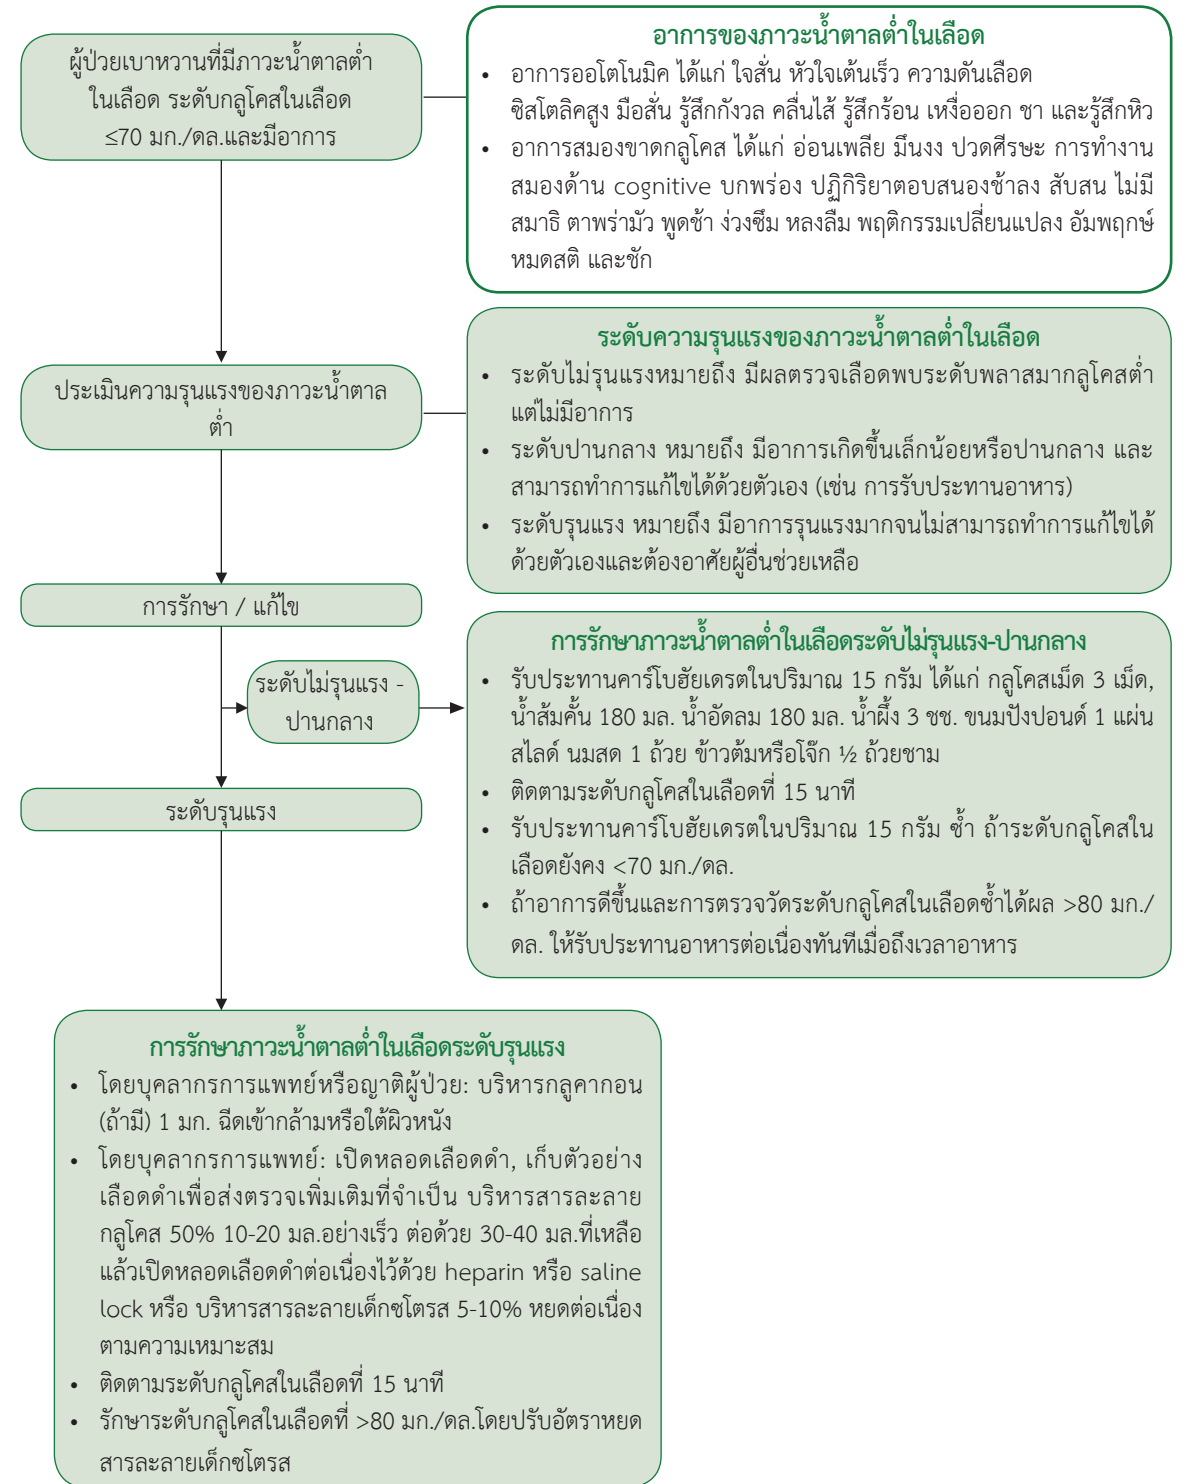 ผู้ป่วยเบาหวานที่มีภาวะน้ำตาลต่ำ
ในเลือด ระดับกลูโคสในเลือด
≤70 มก./ดล.และมีอาการ
อาการของภาวะน้ำตาลต่ำในเลือด
• อาการออโตโนมิค ได้แก่ ใจสั่น หัวใจเต้นเร็ว ความดันเลือด
ซิสโตลิคสูง มือสั่น รู้สึกกังวล คลื่นไส้ รู้สึกร้อน เหงื่อออก ชา และรู้สึกหิว
• อาการสมองขาดกลูโคส ได้แก่ อ่อนเพลีย มึนงง ปวดศีรษะ การทำงาน
สมองด้าน cognitive บกพร่อง ปฏิกิริยาตอบสนองช้าลง สับสน ไม่มี
สมาธิ ตาพร่ามัว พูดช้า ง่วงซึม หลงลืม พฤติกรรมเปลี่ยนแปลง อัมพฤกษ์
หมดสติ และชัก
ประเมินความรุนแรงของภาวะน้ำตาล
ต่ำ
ระดับความรุนแรงของภาวะน้ำตาลต่ำในเลือด
• ระดับไม่รุนแรงหมายถึง มีผลตรวจเลือดพบระดับพลาสมากลูโคสต่ำ
แต่ไม่มีอาการ
• ระดับปานกลาง หมายถึง มีอาการเกิดขึ้นเล็กน้อยหรือปานกลาง และ
สามารถทำการแก้ไขได้ด้วยตัวเอง (เช่น การรับประทานอาหาร)
• ระดับรุนแรง หมายถึง มีอาการรุนแรงมากจนไม่สามารถทำการแก้ไขได้
ด้วยตัวเองและต้องอาศัยผู้อื่นช่วยเหลือ
การรักษา / แก้ไข
ระดับไม่รุนแรง -
ปานกลาง
การรักษาภาวะน้ำตาลต่ำในเลือดระดับไม่รุนแรง-ปานกลาง
• รับประทานคาร์โบฮัยเดรตในปริมาณ 15 กรัม ได้แก่ กลูโคสเม็ด 3 เม็ด,
น้ำส้มคั้น 180 มล. น้ำอัดลม 180 มล. น้ำผึ้ง 3 ชช. ขนมปังปอนด์ 1 แผ่น
สไลด์ นมสด 1 ถ้วย ข้าวต้มหรือโจ๊ก ½ ถ้วยชาม
• ติดตามระดับกลูโคสในเลือดที่ 15 นาที
• รับประทานคาร์โบฮัยเดรตในปริมาณ 15 กรัม ซ้ำ ถ้าระดับกลูโคสใน
เลือดยังคง <70 มก./ดล.
• ถ้าอาการดีขึ้นและการตรวจวัดระดับกลูโคสในเลือดซ้ำได้ผล >80 มก./
ดล. ให้รับประทานอาหารต่อเนื่องทันทีเมื่อถึงเวลาอาหาร
ระดับรุนแรง
การรักษาภาวะน้ำตาลต่ำในเลือดระดับรุนแรง
• โดยบุคลากรการแพทย์หรือญาติผู้ป่วย: บริหารกลูคากอน
(ถ้ามี) 1 มก. ฉีดเข้ากล้ามหรือใต้ผิวหนัง
• โดยบุคลากรการแพทย์: เปิดหลอดเลือดดำ, เก็บตัวอย่าง
เลือดดำเพื่อส่งตรวจเพิ่มเติมที่จำเป็น บริหารสารละลาย
กลูโคส 50% 10-20 มล.อย่างเร็ว ต่อด้วย 30-40 มล.ที่เหลือ
แล้วเปิดหลอดเลือดดำต่อเนื่องไว้ด้วย heparin หรือ saline
lock หรือ บริหารสารละลายเด็กซโตรส 5-10% หยดต่อเนื่อง
ตามความเหมาะสม
• ติดตามระดับกลูโคสในเลือดที่ 15 นาที
• รักษาระดับกลูโคสในเลือดที่ >80 มก./ดล.โดยปรับอัตราหยด
สารละลายเด็กซโตรส